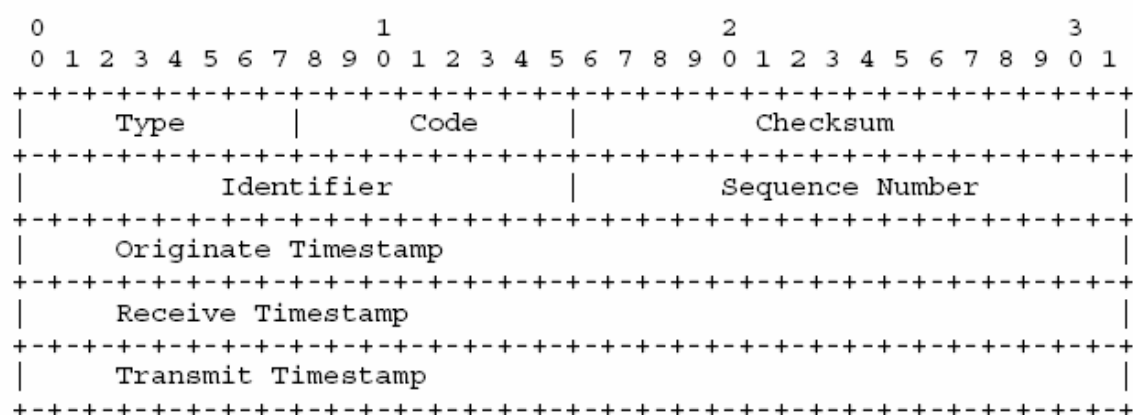 0                   1                   2                   3
 0 1 2 3 4 5 6 7 8 9 0 1 2 3 4 5 6 7 8 9 0 1 2 3 4 5 6 7 8 9 0 1
+-+-+-+-+-+-+-+-+-+-+-+-+-+-+-+-+-+-+-+-+-+-+-+-+-+-+-+-+-+-+-+-+
|     Type      |      Code     |          Checksum             |
+-+-+-+-+-+-+-+-+-+-+-+-+-+-+-+-+-+-+-+-+-+-+-+-+-+-+-+-+-+-+-+-+
|           Identifier          |        Sequence Number        |
+-+-+-+-+-+-+-+-+-+-+-+-+-+-+-+-+-+-+-+-+-+-+-+-+-+-+-+-+-+-+-+-+
|     Originate Timestamp                                       |
+-+-+-+-+-+-+-+-+-+-+-+-+-+-+-+-+-+-+-+-+-+-+-+-+-+-+-+-+-+-+-+-+
|     Receive Timestamp                                         |
+-+-+-+-+-+-+-+-+-+-+-+-+-+-+-+-+-+-+-+-+-+-+-+-+-+-+-+-+-+-+-+-+
|     Transmit Timestamp                                        |
+-+-+-+-+-+-+-+-+-+-+-+-+-+-+-+-+-+-+-+-+-+-+-+-+-+-+-+-+-+-+-+-+